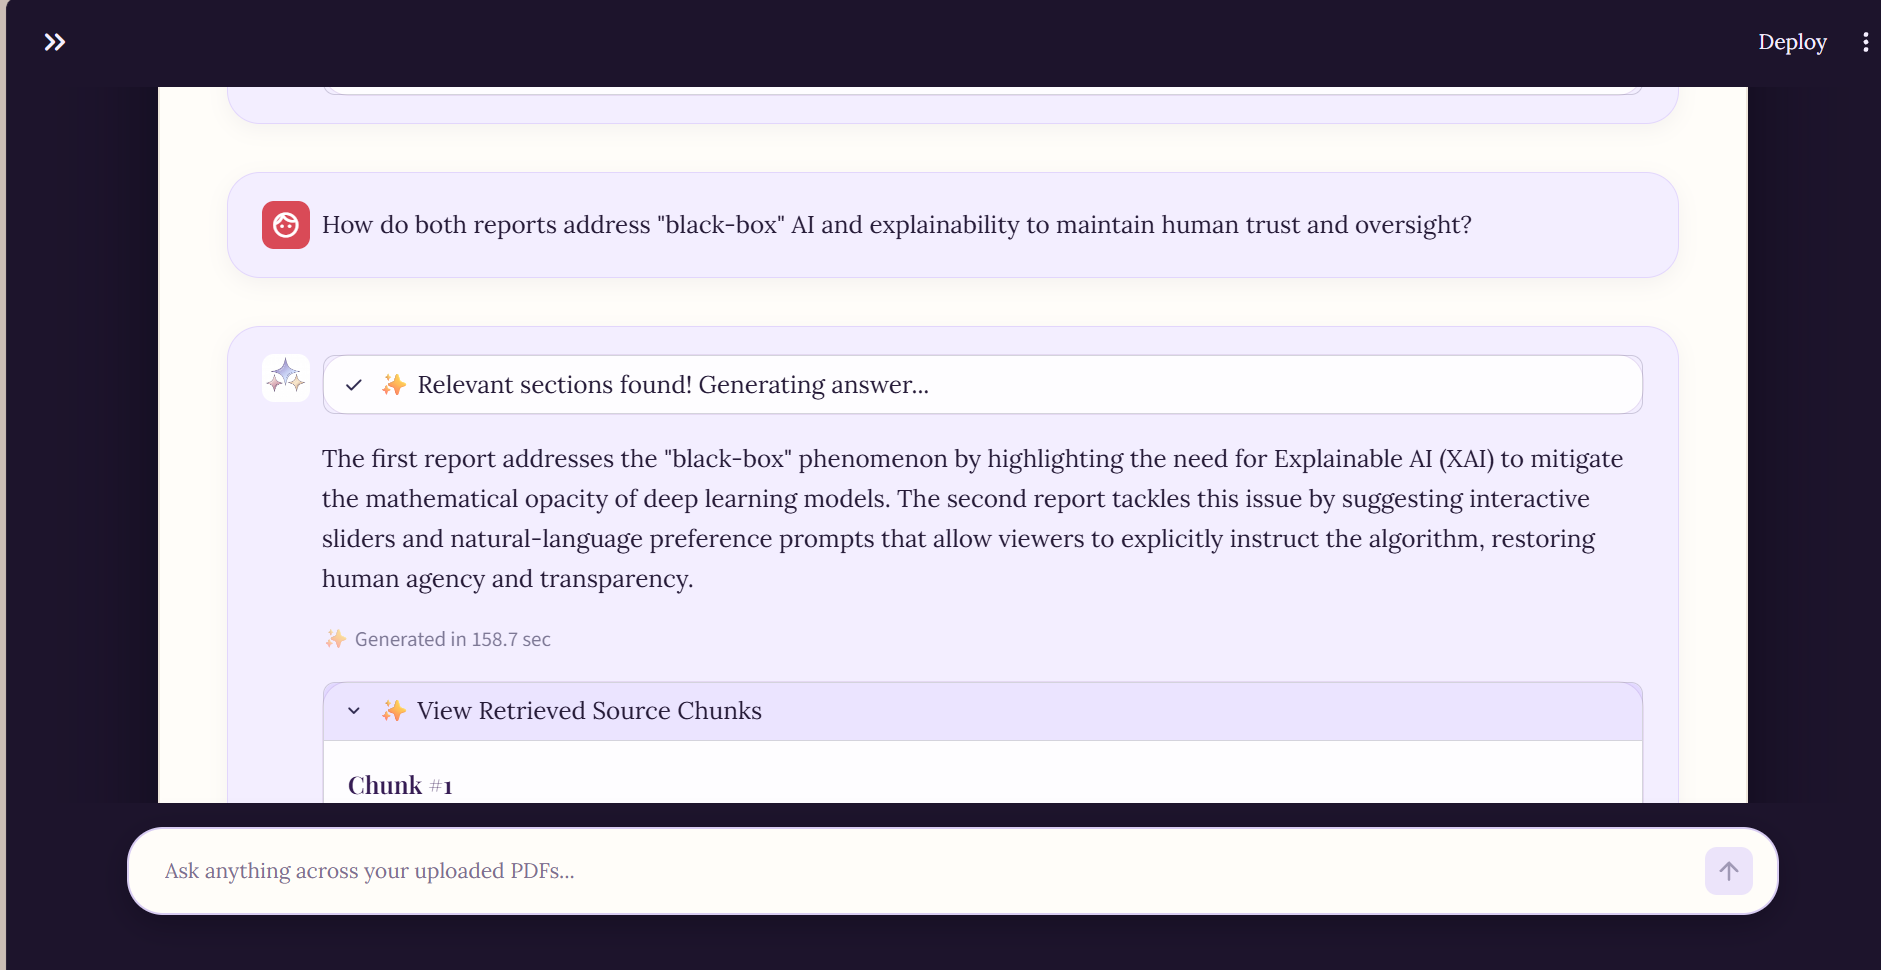 Deploy
How do both reports address "black-box" AI and explainability to maintain human trust and oversight?
✨ Relevant sections found! Generating answer...
The first report addresses the "black-box" phenomenon by highlighting the need for Explainable AI (XAI) to mitigate
the mathematical opacity of deep learning models. The second report tackles this issue by suggesting interactive
sliders and natural-language preference prompts that allow viewers to explicitly instruct the algorithm, restoring
human agency and transparency.
✨ Generated in 158.7 sec
✨ View Retrieved Source Chunks
Chunk #1
Ask anything across your uploaded PDFs...